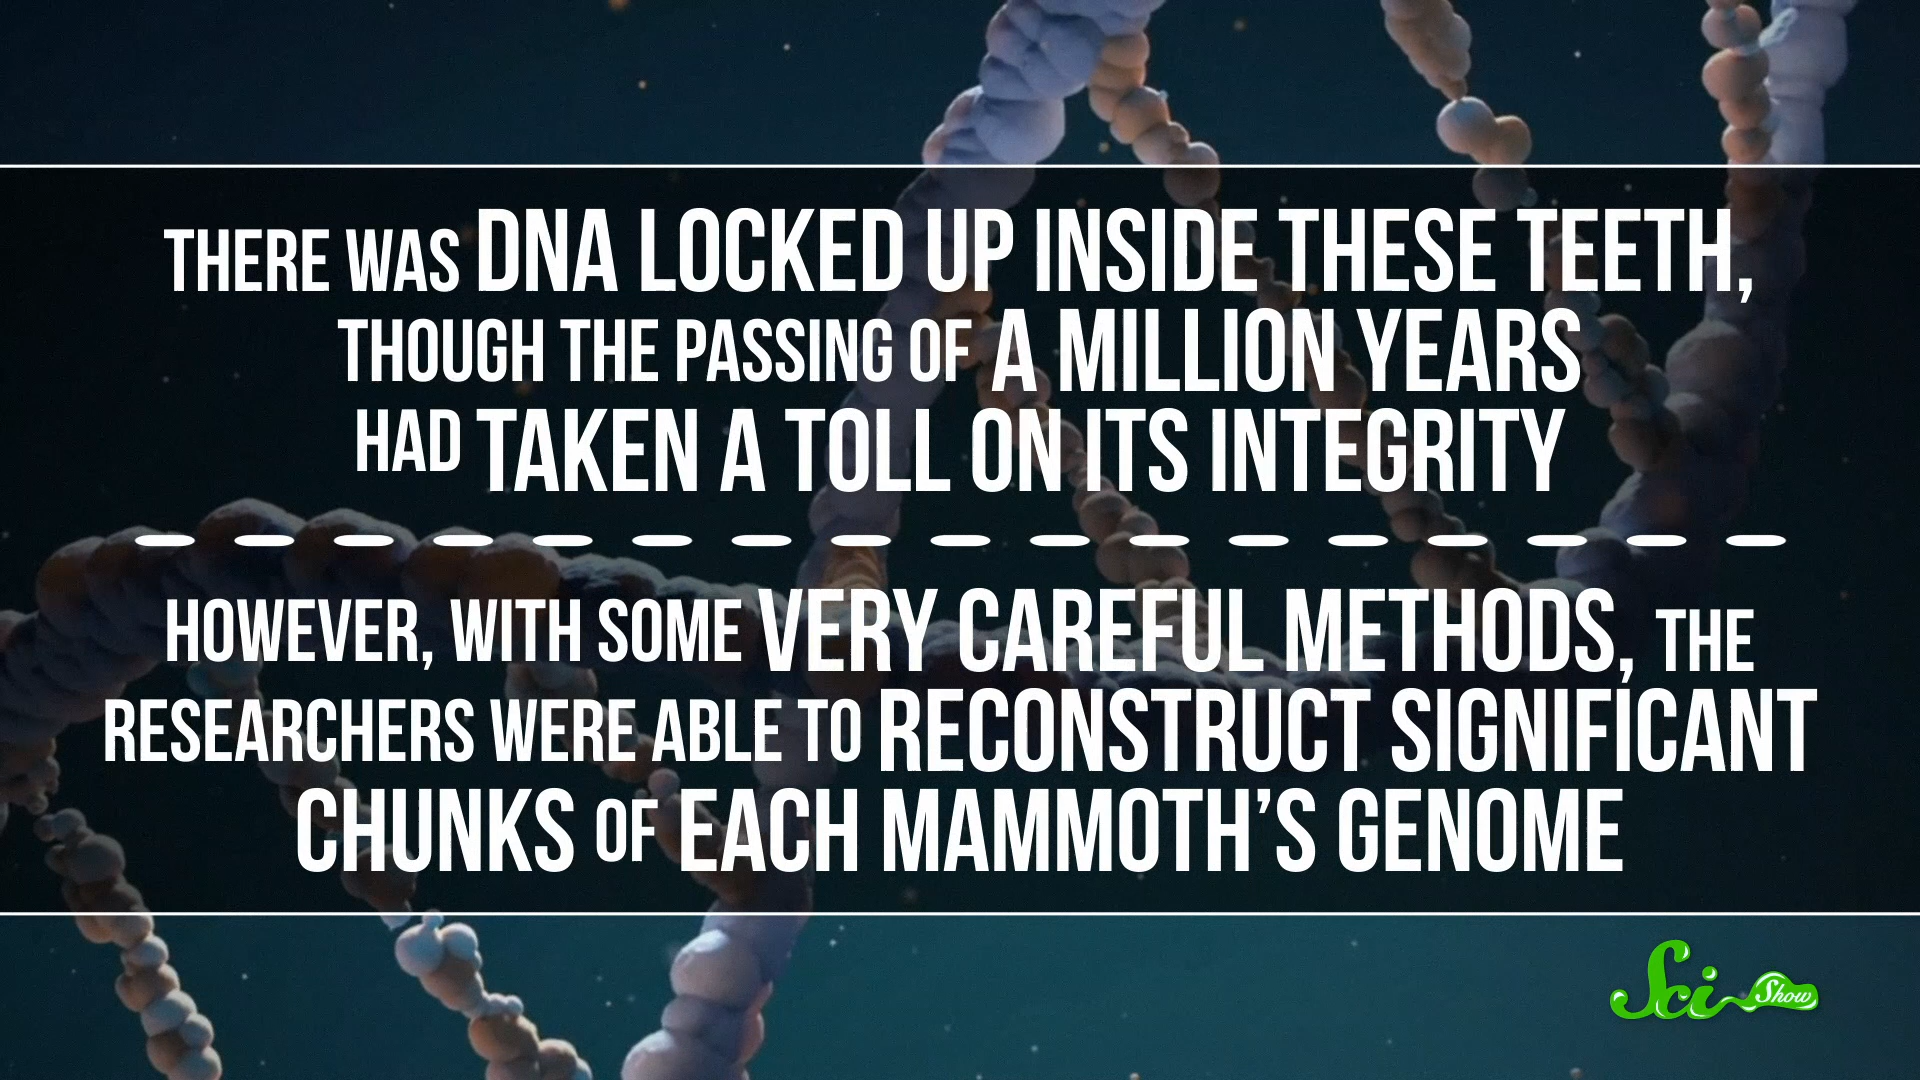 THERE WAS DNA LOCKED UP INSIDE THESE TEETH,
THOUGH THE PASSING OF A MILLION YEARS
HAD TAKEN A TOLL ON ITS INTEGRITY
HOWEVER, WITH SOME VERY CAREFUL METHODS, THE
RESEARCHERS WERE ABLE TO RECONSTRUCT SIGNIFICANT
CHUNKS OF EACH MAMMOTH'S GENOME
Sci Show